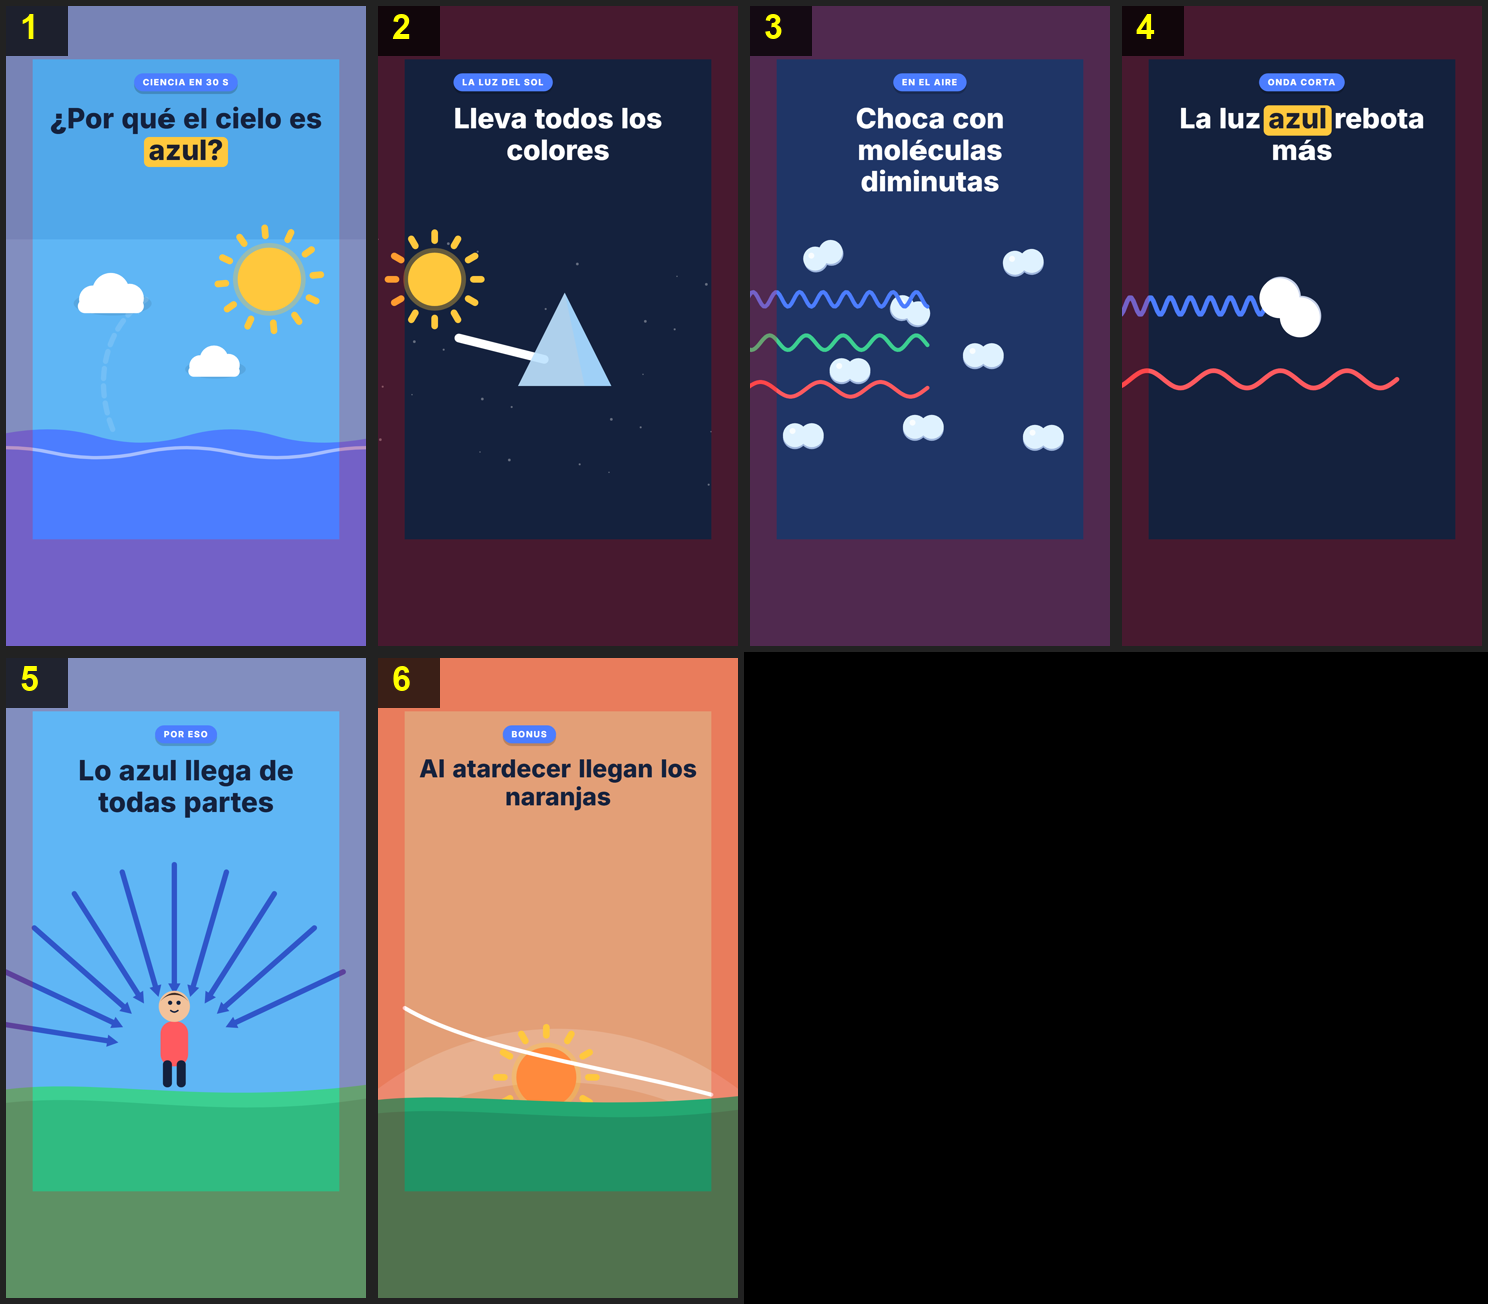 1
CIENCIA EN 30 S
¿Por qué el cielo es
azul?
2
LA LUZ DEL SOL
Lleva todos los
colores
3
EN EL AIRE
Choca con
moléculas
diminutas
4
ONDA CORTA
La luz azul rebota
más
5
POR ESO
Lo azul llega de
todas partes
6
BONUS
Al atardecer llegan los
naranjas